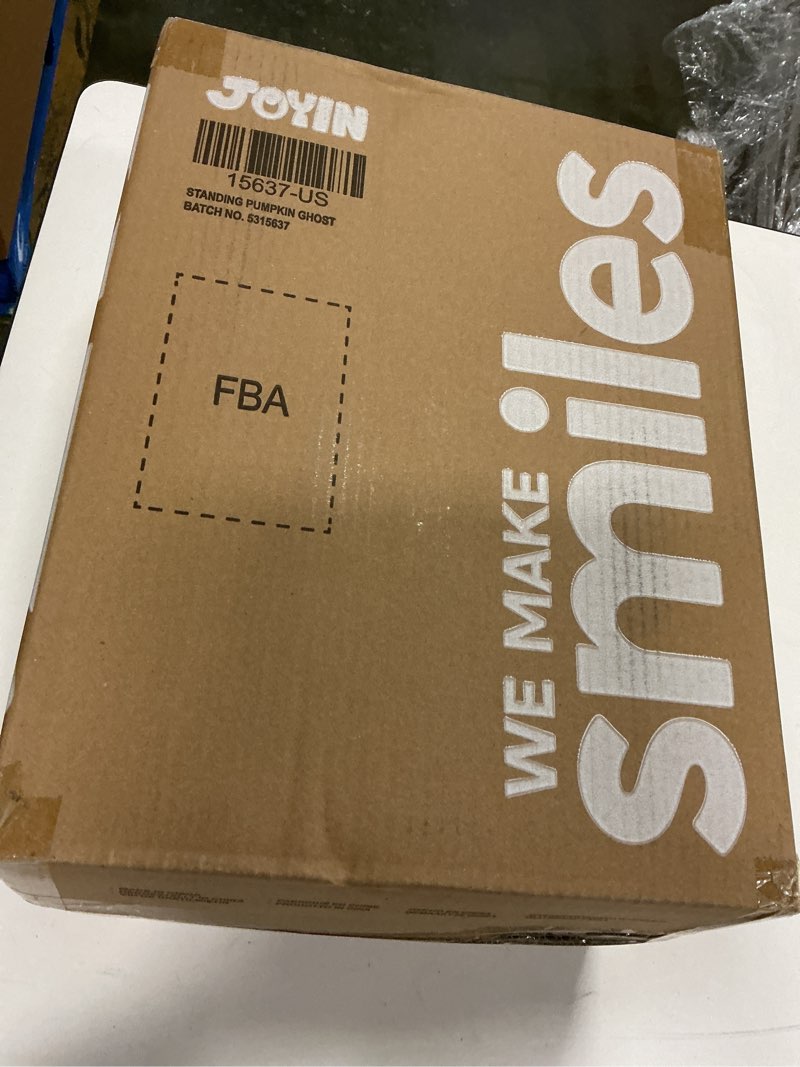 JOYIN
15637-US
STANDING PUMPKIN GHOST
BATCH NO. 5315637
FBA
WE MAKE
smiles